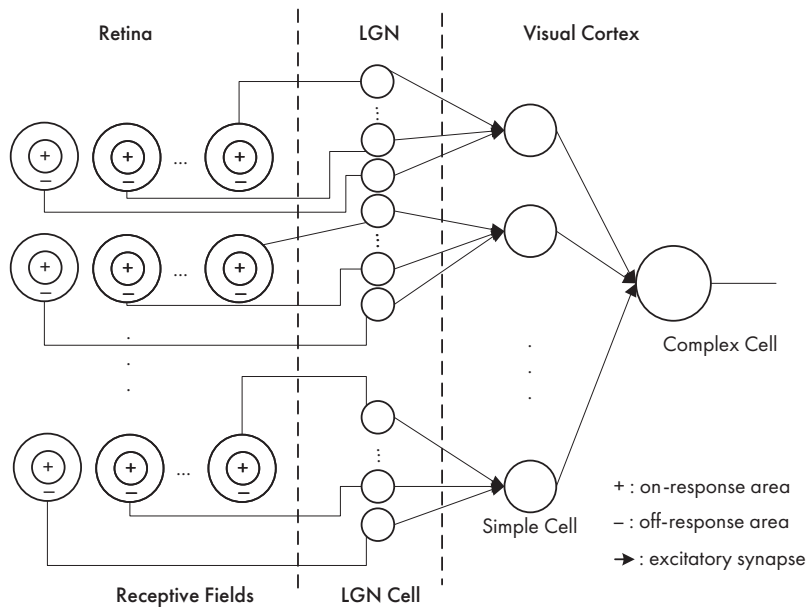 Retina LGN Visual Cortex
+ + ... +
− − −
+ + ... +
− − −
Complex Cell
+ + ... +
− − −
+ : on-response area
− : off-response area
Simple Cell
: excitatory synapse
Receptive Fields LGN Cell